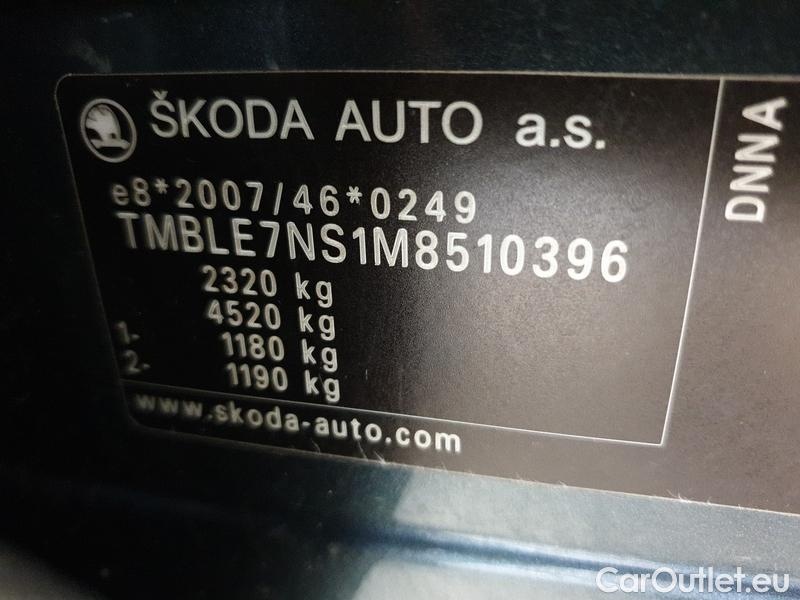 ŠKODA AUTO a.s.
e8*2007/46*0249
TMBLE7NS1M8510396
2320 kg
4520 kg
1- 1180 kg
2- 1190 kg
www.skoda-auto.com
DNNA
CarOutlet.eu